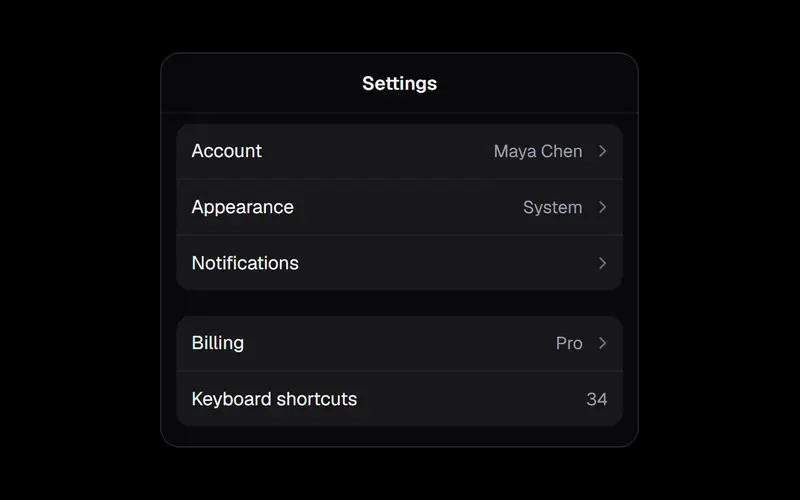 Settings
Account Maya Chen
Appearance System
Notifications
Billing Pro
Keyboard shortcuts 34